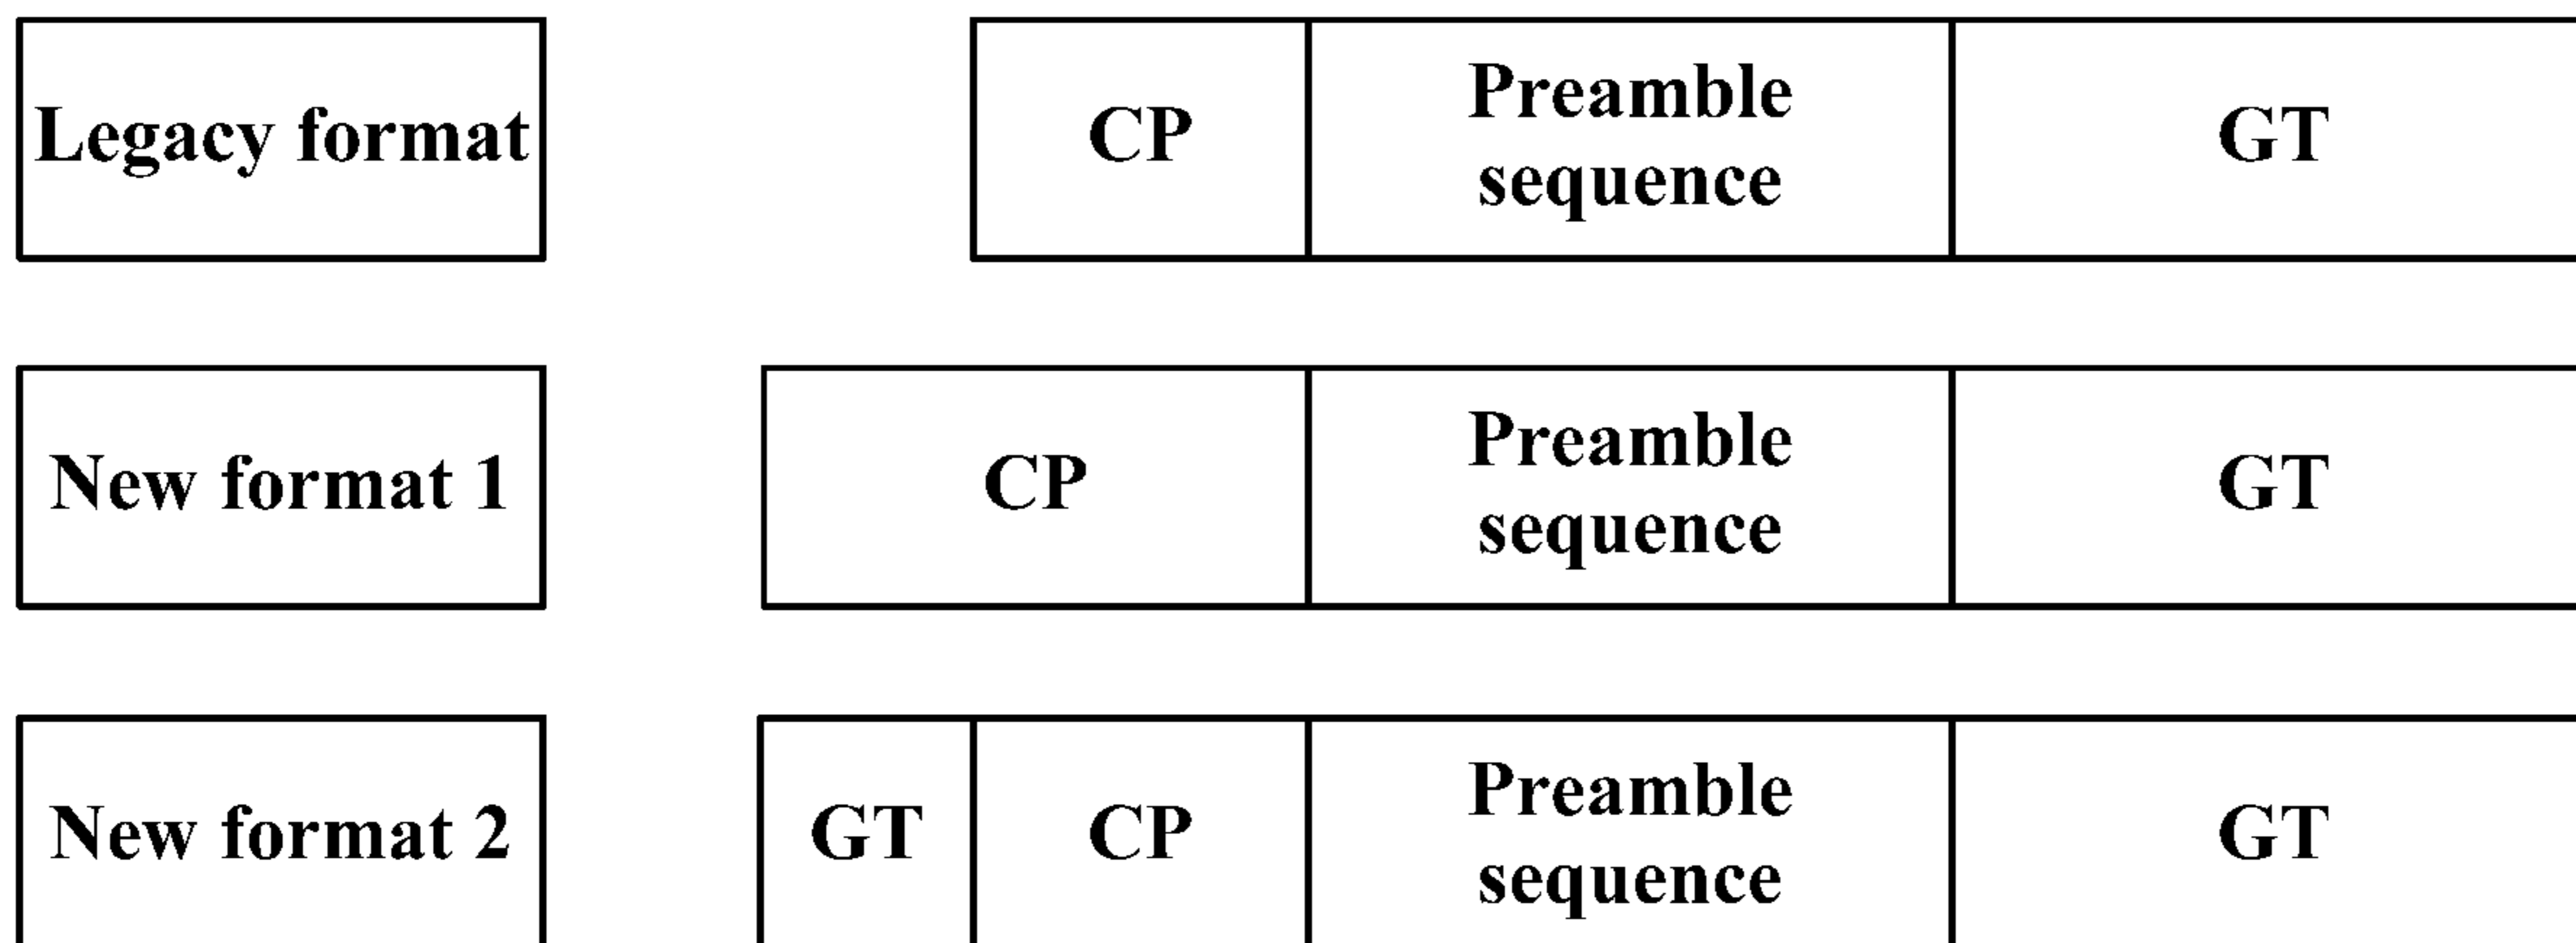 Legacy format
CP
Preamble
sequence
GT
New format 1
CP
Preamble
sequence
GT
New format 2
GT
CP
Preamble
sequence
GT